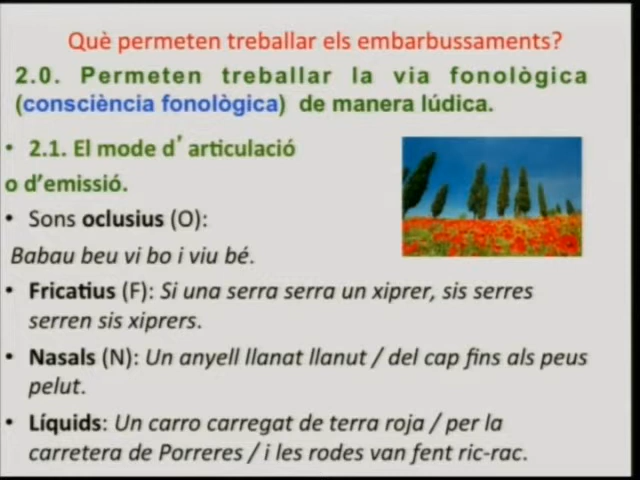 Què permeten treballar els embarbussaments?
2.0. Permeten treballar la via fonològica
(consciència fonològica) de manera lúdica.
• 2.1. El mode d' articulació
o d'emissió.
• Sons oclusius (O):
Babau beu vi bo i viu bé.
• Fricatius (F): Si una serra serra un xiprer, sis serres
serren sis xiprers.
• Nasals (N): Un anyell llanat llanut / del cap fins als peus
pelut.
• Líquids: Un carro carregat de terra roja / per la
carretera de Porreres / i les rodes van fent ric-rac.